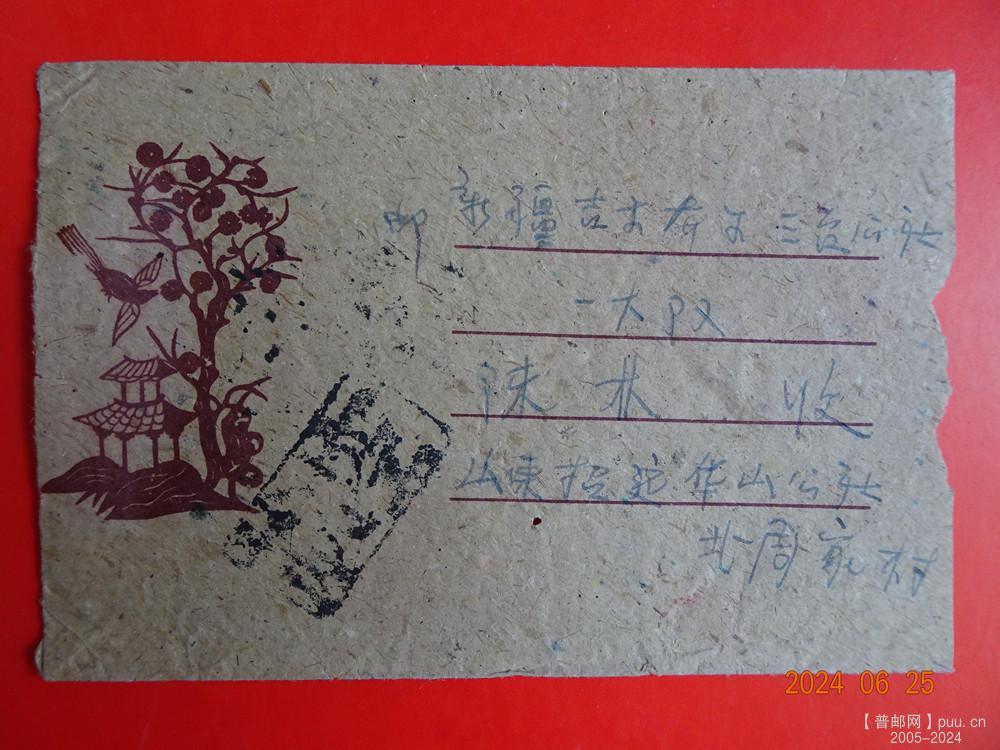 邮 新疆吉木 尔 三台公社
一大队
陈林 收
山东招远华山公社
北周家村
2024 06 25
【普邮网】puu.cn
2005-2024